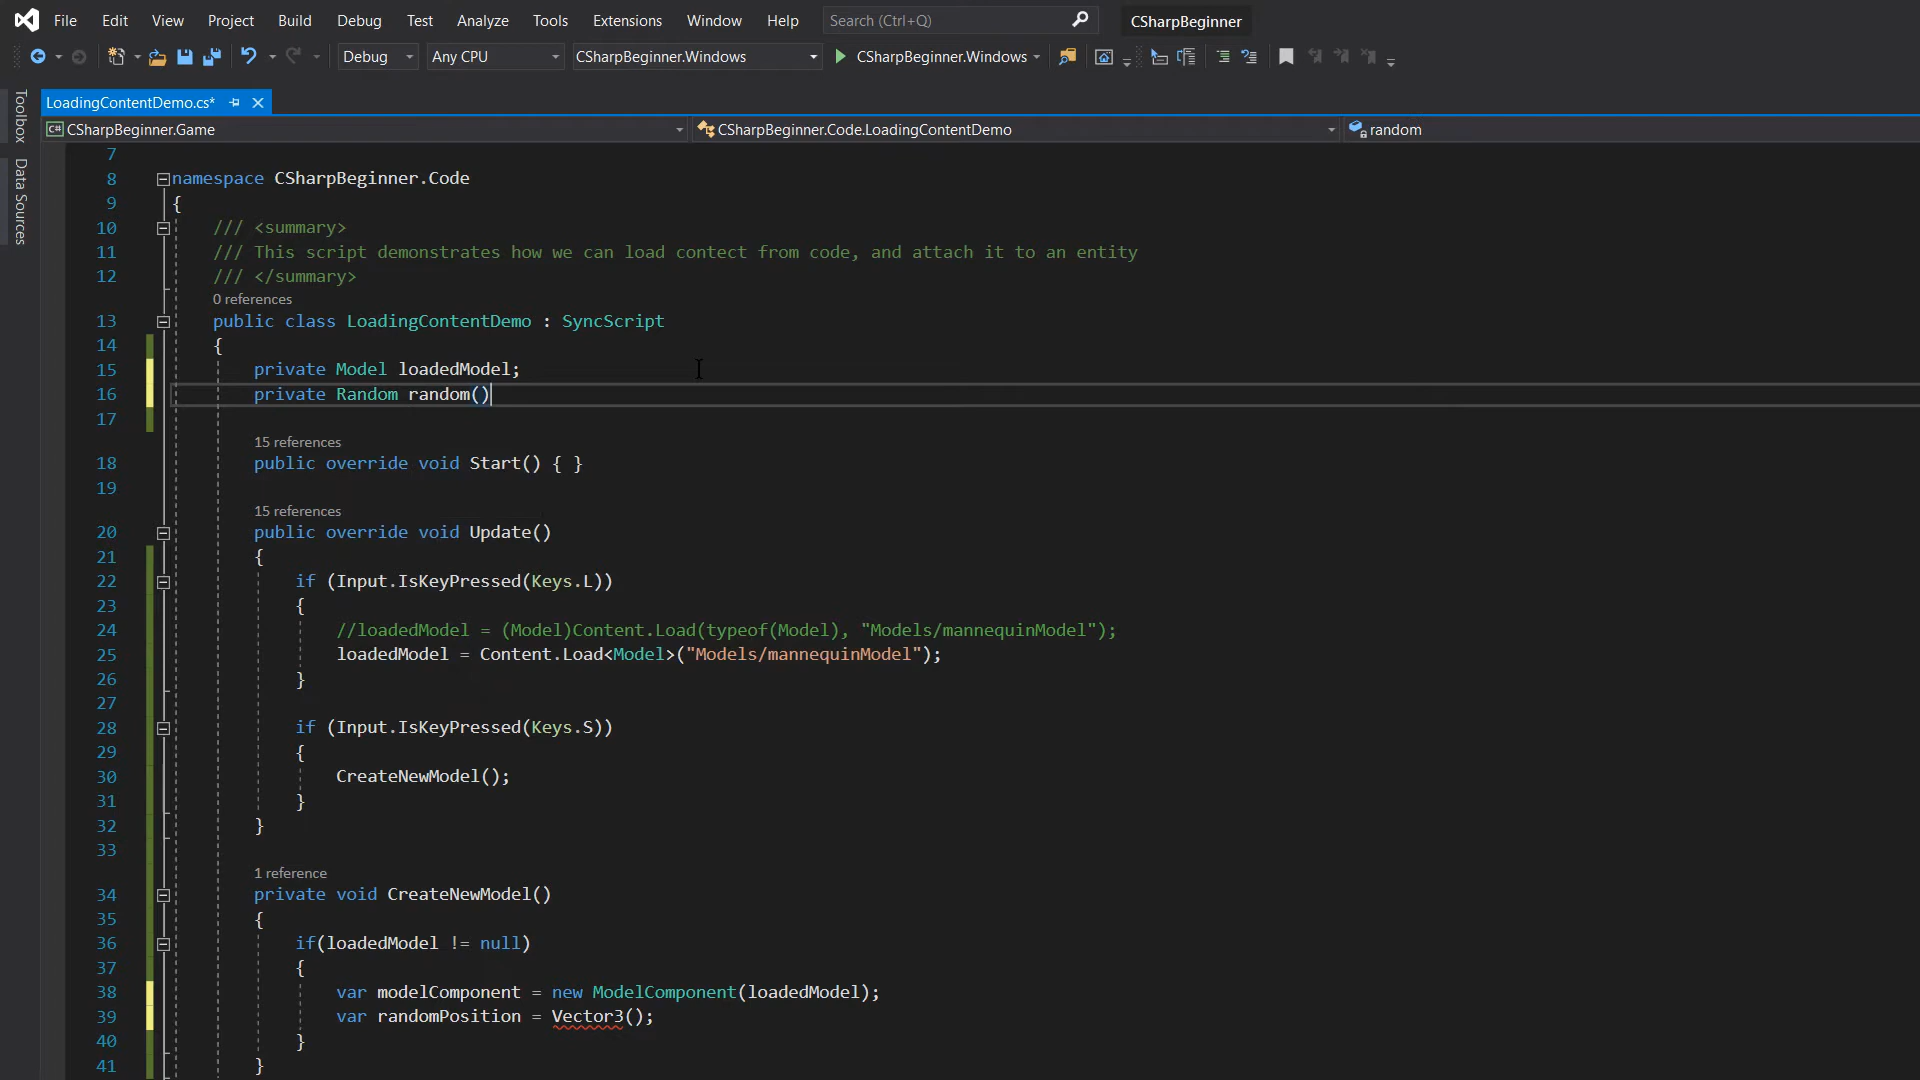 File Edit View Project Build Debug Test Analyze Tools Extensions Window Help Search (Ctrl+Q) CSharpBeginner
Debug Any CPU CSharpBeginner.Windows CSharpBeginner.Windows
Toolbox
Data Sources
LoadingContentDemo.cs*
C# CSharpBeginner.Game CSharpBeginner.Code.LoadingContentDemo random
7
8 namespace CSharpBeginner.Code
9 {
10 /// <summary>
11 /// This script demonstrates how we can load contect from code, and attach it to an entity
12 /// </summary>
0 references
13 public class LoadingContentDemo : SyncScript
14 {
15 private Model loadedModel;
16 private Random random()
17
15 references
18 public override void Start() { }
19
15 references
20 public override void Update()
21 {
22 if (Input.IsKeyPressed(Keys.L))
23 {
24 //loadedModel = (Model)Content.Load(typeof(Model), "Models/mannequinModel");
25 loadedModel = Content.Load<Model>("Models/mannequinModel");
26 }
27
28 if (Input.IsKeyPressed(Keys.S))
29 {
30 CreateNewModel();
31 }
32 }
33
1 reference
34 private void CreateNewModel()
35 {
36 if(loadedModel != null)
37 {
38 var modelComponent = new ModelComponent(loadedModel);
39 var randomPosition = Vector3();
40 }
41 }